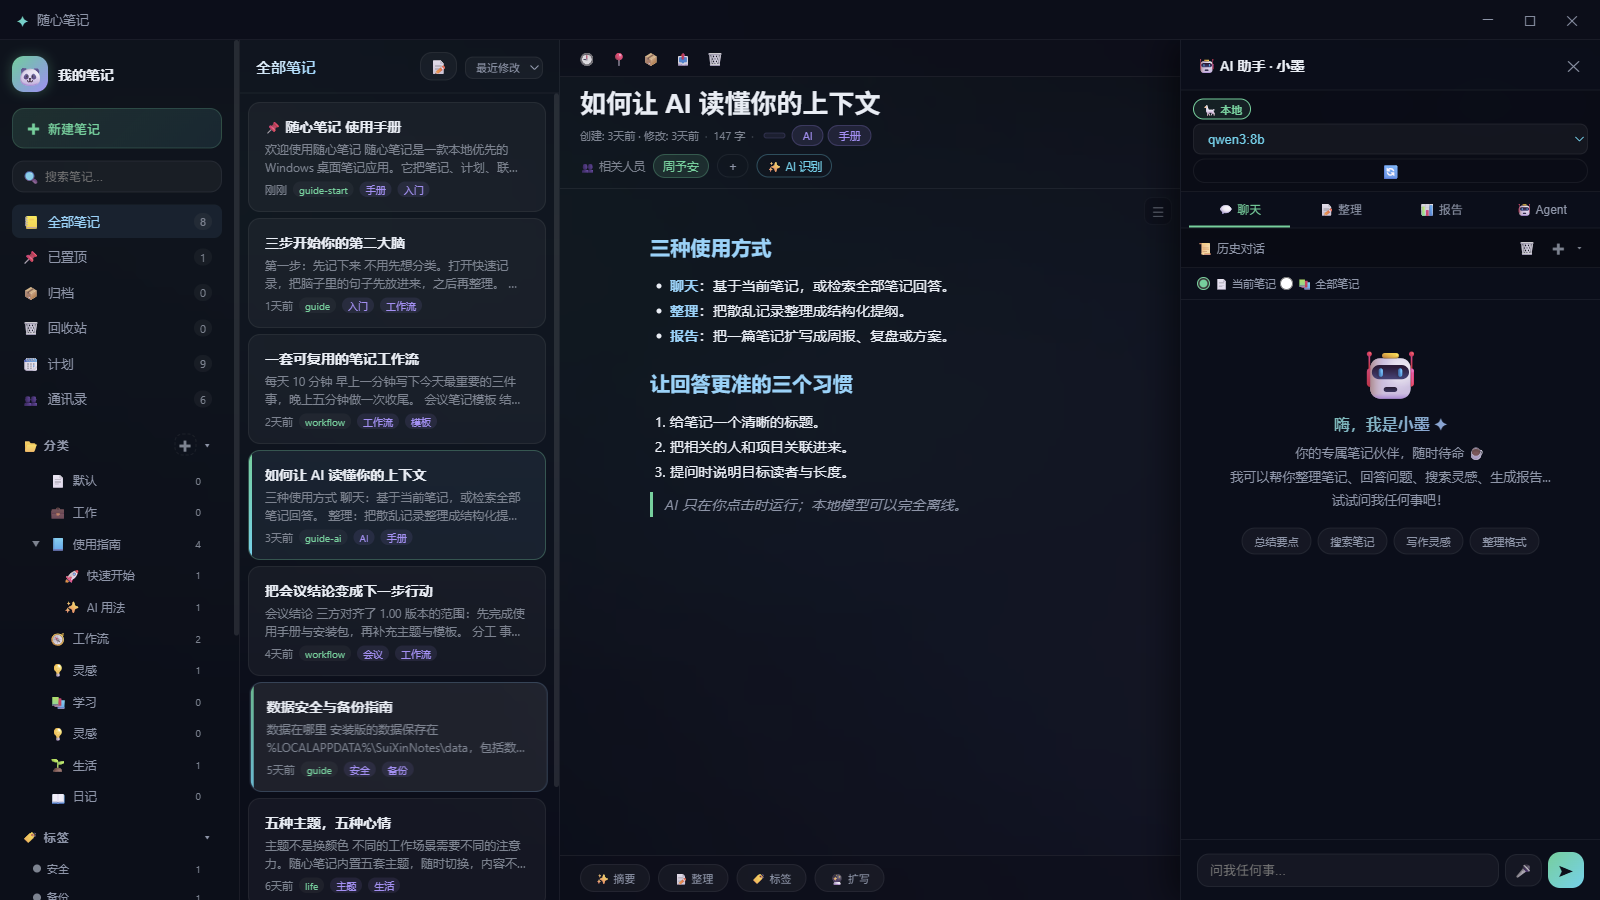 随心笔记
我的笔记
新建笔记
搜索笔记...
全部笔记 8
已置顶 1
归档 0
回收站 0
计划 9
通讯录 6
分类
默认 0
工作 0
使用指南 4
快速开始 1
AI 用法 1
工作流 2
灵感 1
学习 0
灵感 0
生活 1
日记 0
标签
安全 1
全部笔记
最近修改
随心笔记 使用手册
欢迎使用随心笔记 随心笔记是一款本地优先的
Windows 桌面笔记应用。它把笔记、计划、联...
刚刚 guide-start 手册 入门
三步开始你的第二大脑
第一步：先记下来 不用先想分类。打开快速记
录，把脑子里的句子先放进来，之后再整理。 ...
1天前 guide 入门 工作流
一套可复用的笔记工作流
每天 10 分钟 早上一分钟写下今天最重要的三件
事，晚上五分钟做一次收尾。 会议笔记模板 结...
2天前 workflow 工作流 模板
如何让 AI 读懂你的上下文
三种使用方式 聊天：基于当前笔记，或检索全部
笔记回答。 整理：把散乱记录整理成结构化提...
3天前 guide-ai AI 手册
把会议结论变成下一步行动
会议结论 三方对齐了 1.00 版本的范围：先完成使
用手册与安装包，再补充主题与模板。 分工 事...
4天前 workflow 会议 工作流
数据安全与备份指南
数据在哪里 安装版的数据保存在
%LOCALAPPDATA%\SuiXinNotes\data，包括数...
5天前 guide 安全 备份
五种主题，五种心情
主题不是换颜色 不同的工作场景需要不同的注意
力。随心笔记内置五套主题，随时切换，内容不...
6天前 life 主题 生活
如何让 AI 读懂你的上下文
创建: 3天前 · 修改: 3天前 · 147 字 · AI 手册
相关人员 周予安 + AI 识别
三种使用方式
• 聊天：基于当前笔记，或检索全部笔记回答。
• 整理：把散乱记录整理成结构化提纲。
• 报告：把一篇笔记扩写成周报、复盘或方案。
让回答更准的三个习惯
1. 给笔记一个清晰的标题。
2. 把相关的人和项目关联进来。
3. 提问时说明目标读者与长度。
AI 只在你点击时运行；本地模型可以完全离线。
摘要 整理 标签 扩写
AI 助手 · 小墨
本地
qwen3:8b
聊天 整理 报告 Agent
历史对话
当前笔记 全部笔记
嗨，我是小墨
你的专属笔记伙伴，随时待命
我可以帮你整理笔记、回答问题、搜索灵感、生成报告...
试试问我任何事吧！
总结要点 搜索笔记 写作灵感 整理格式
问我任何事...